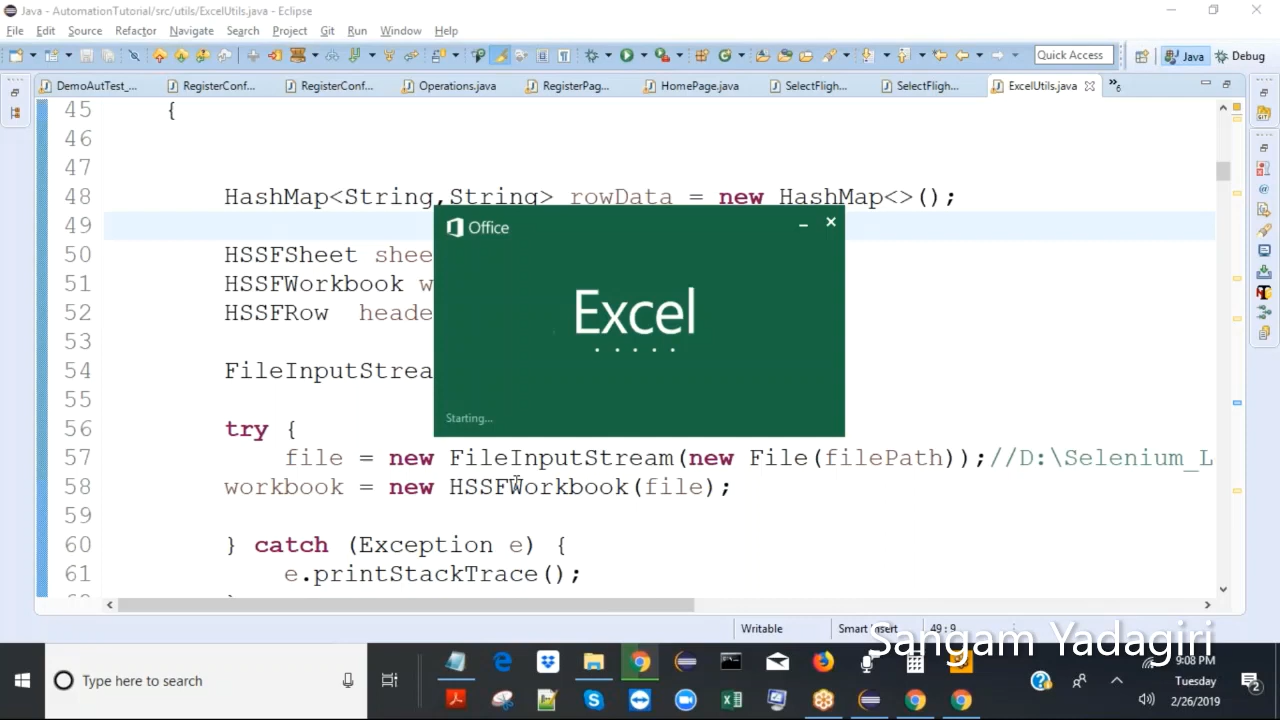 Java - AutomationTutorial/src/utils/ExcelUtils.java - Eclipse
File Edit Source Refactor Navigate Search Project Git Run Window Help
Quick Access Java Debug
DemoAutTest_... RegisterConf... RegisterConf... Operations.java RegisterPag... HomePage.java SelectFligh... SelectFligh... ExcelUtils.java »6
45 {
46
47
48 HashMap<String,String> rowData = new HashMap<>();
49
50 HSSFSheet shee
51 HSSFWorkbook w
52 HSSFRow heade
53
54 FileInputStrea
55
56 try {
57 file = new FileInputStream(new File(filePath));//D:\Selenium_L
58 workbook = new HSSFWorkbook(file);
59
60 } catch (Exception e) {
61 e.printStackTrace();
Office
Excel
Starting...
Writable Smart Insert 49 : 9
Sangam Yadagiri
Type here to search
9:08 PM
Tuesday
2/26/2019
2